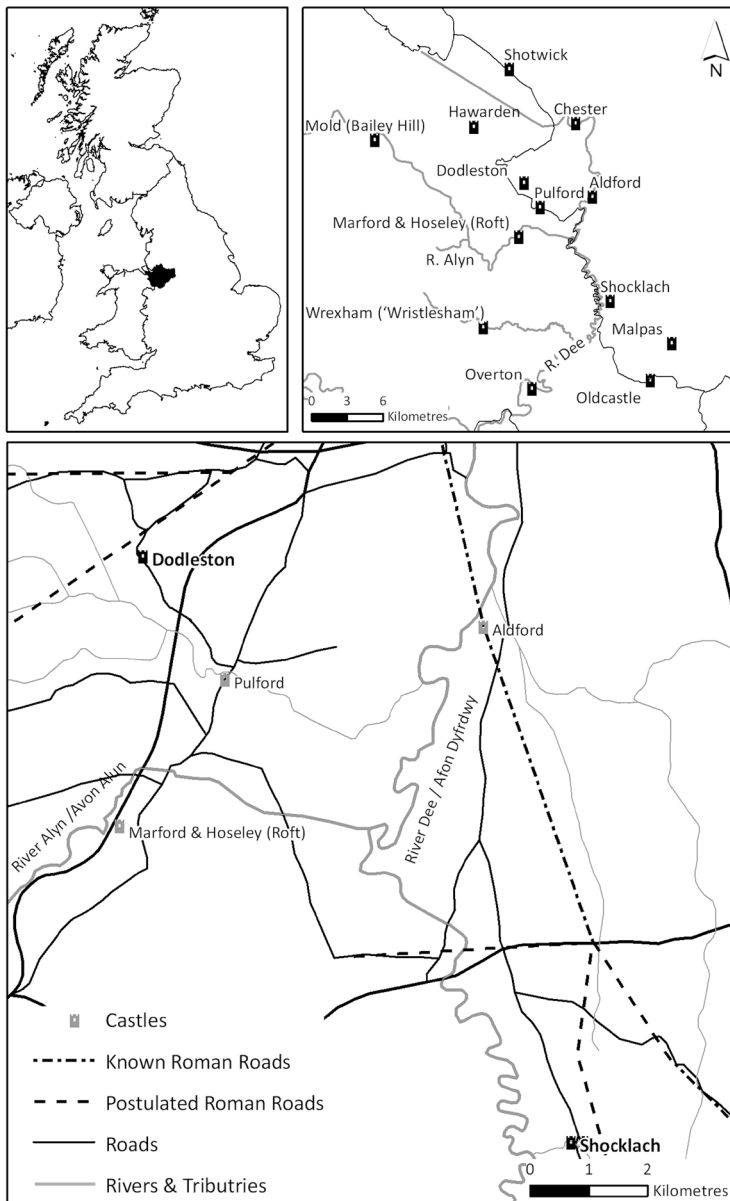 Shotwick
N
Hawarden
Chester
Mold (Bailey Hill)
Dodleston
Aldford
Pulford
Marford & Hoseley (Roft)
R. Alyn
Shocklach
Wrexham ('Wristlesham')
Malpas
R. Dee
Overton
Oldcastle
0 3 6
Kilometres
Dodleston
Aldford
Pulford
River Dee / Afon Dyfrdwy
River Alyn /Avon Alun
Marford & Hoseley (Roft)
Castles
Known Roman Roads
Postulated Roman Roads
Roads
Rivers & Tributries
Shocklach
0 1 2
Kilometres